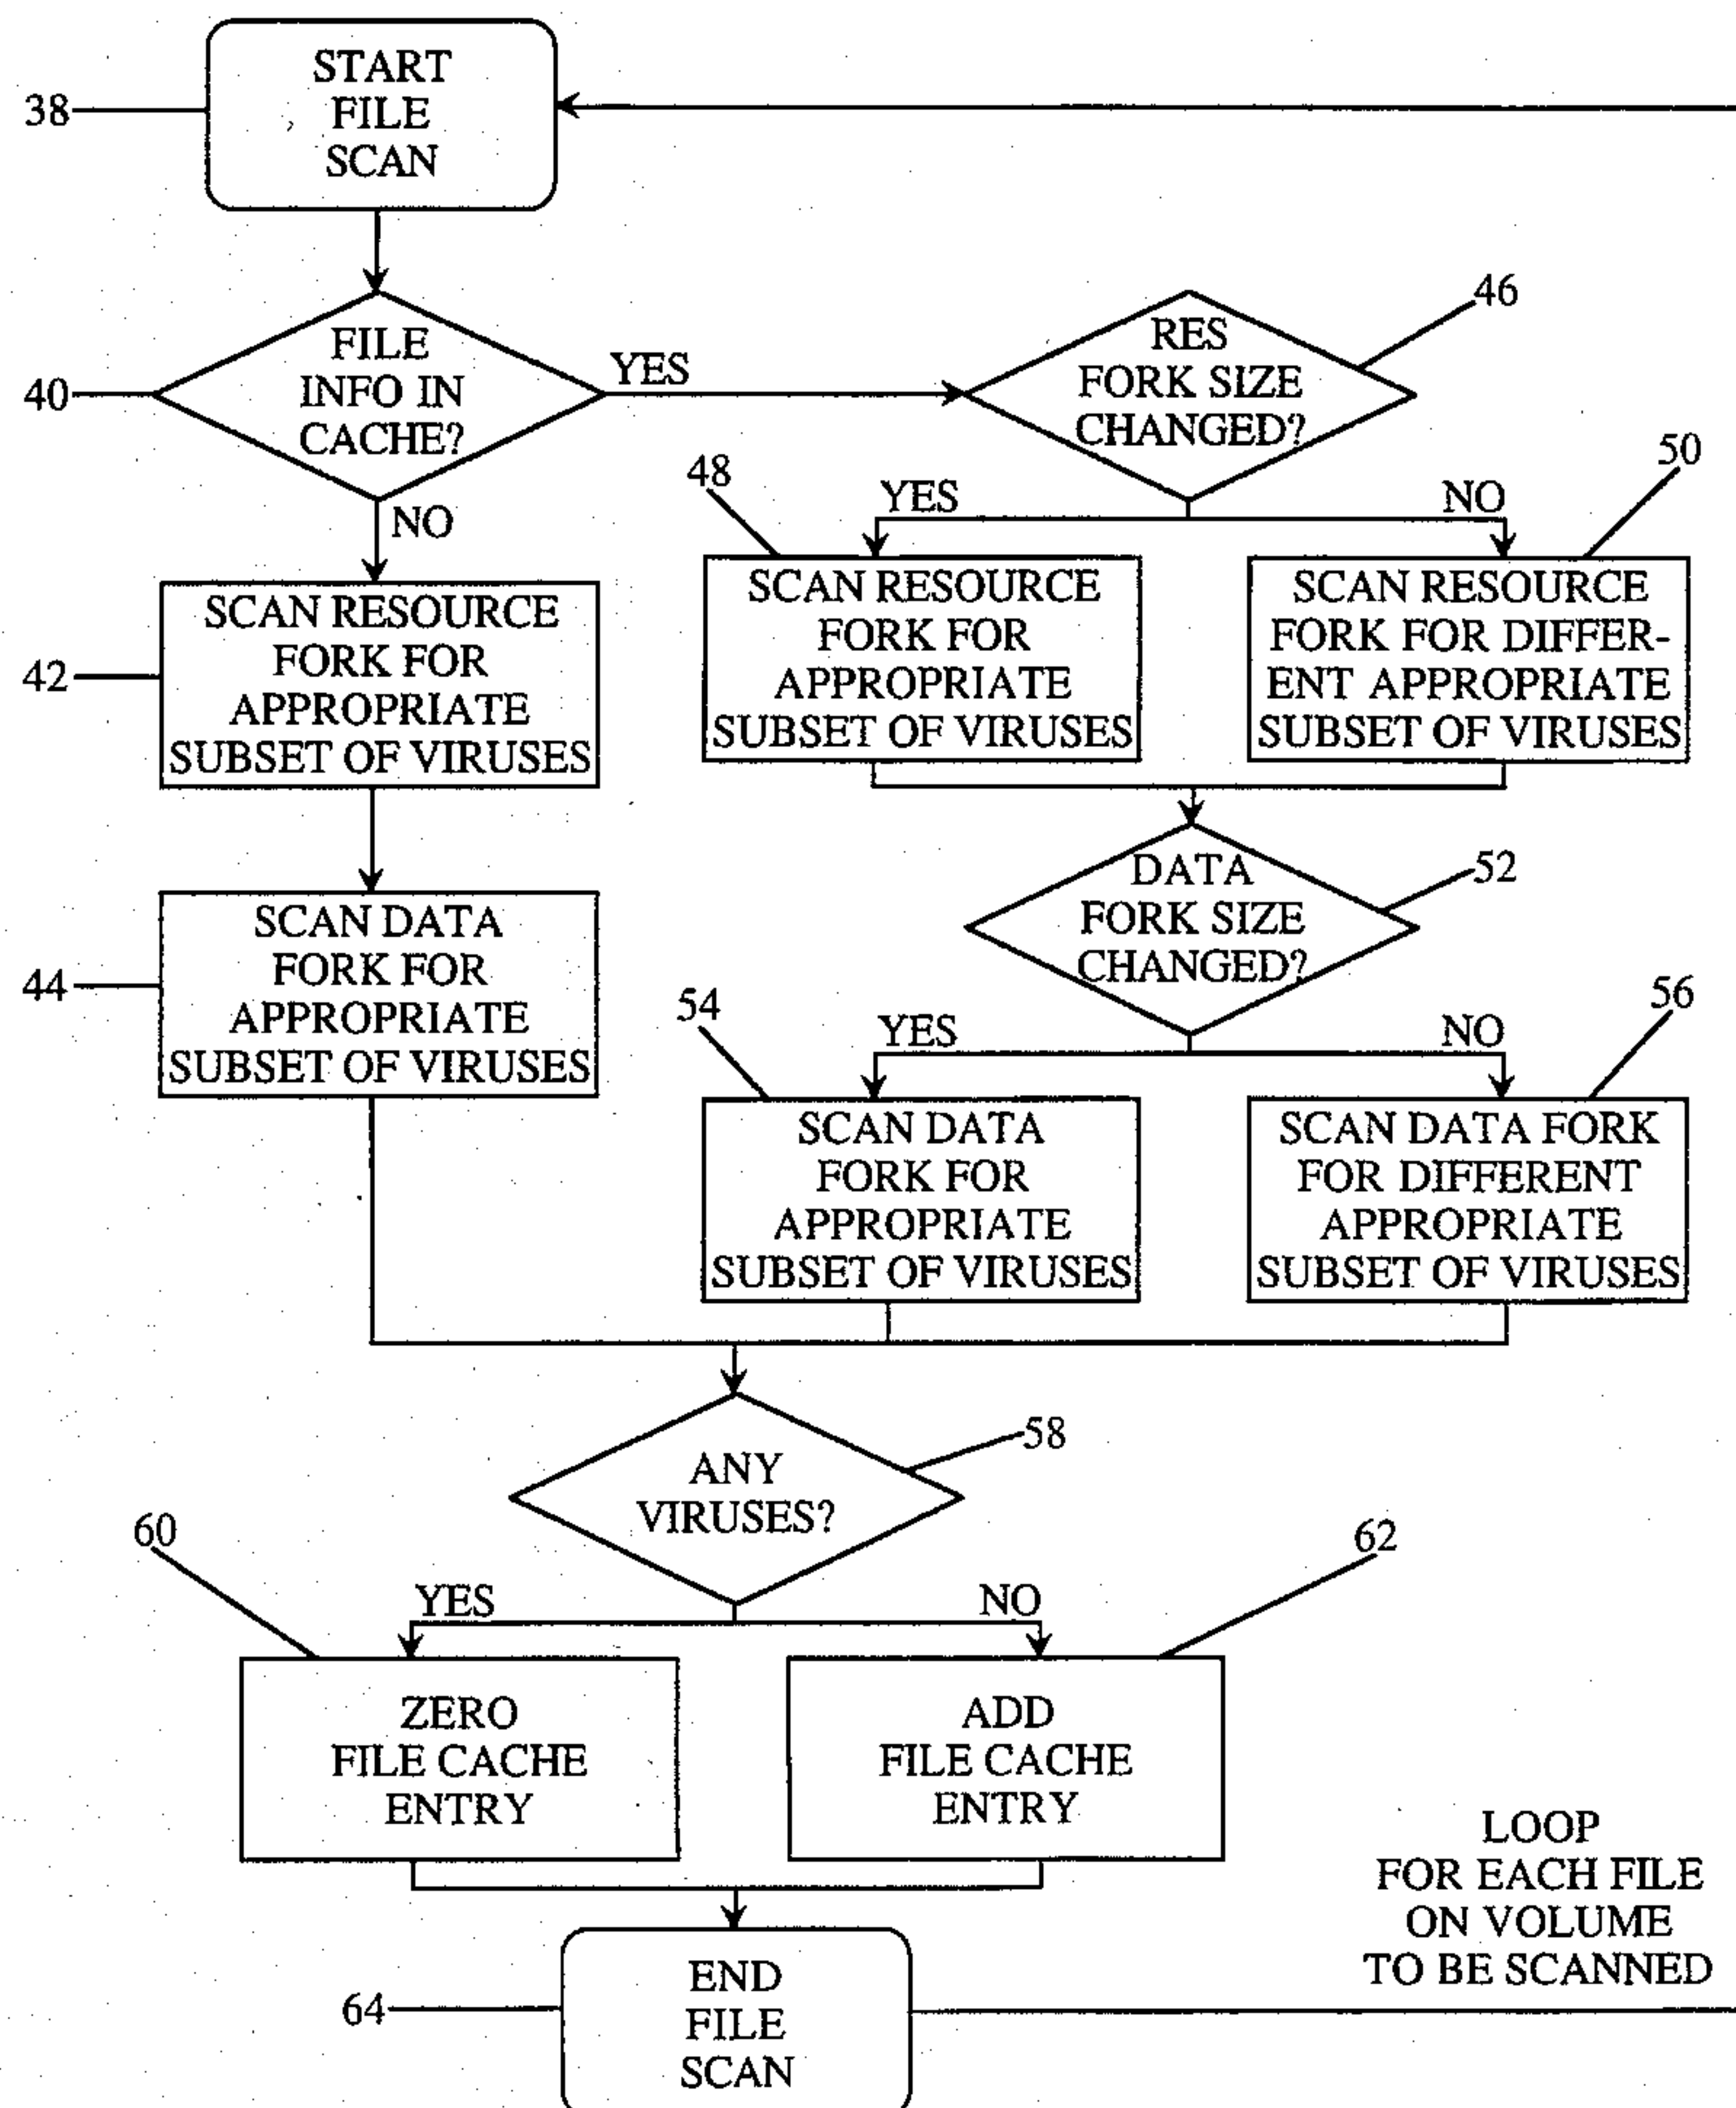 START
FILE
SCAN
38
FILE
INFO IN
CACHE?
40
YES
NO
RES
FORK SIZE
CHANGED?
46
YES
NO
48
50
SCAN RESOURCE
FORK FOR
APPROPRIATE
SUBSET OF VIRUSES
42
SCAN RESOURCE
FORK FOR
APPROPRIATE
SUBSET OF VIRUSES
SCAN RESOURCE
FORK FOR DIFFER-
ENT APPROPRIATE
SUBSET OF VIRUSES
DATA
FORK SIZE
CHANGED?
52
SCAN DATA
FORK FOR
APPROPRIATE
SUBSET OF VIRUSES
44
54
YES
NO
56
SCAN DATA
FORK FOR
APPROPRIATE
SUBSET OF VIRUSES
SCAN DATA FORK
FOR DIFFERENT
APPROPRIATE
SUBSET OF VIRUSES
ANY
VIRUSES?
58
60
YES
NO
62
ZERO
FILE CACHE
ENTRY
ADD
FILE CACHE
ENTRY
LOOP
FOR EACH FILE
ON VOLUME
TO BE SCANNED
END
FILE
SCAN
64